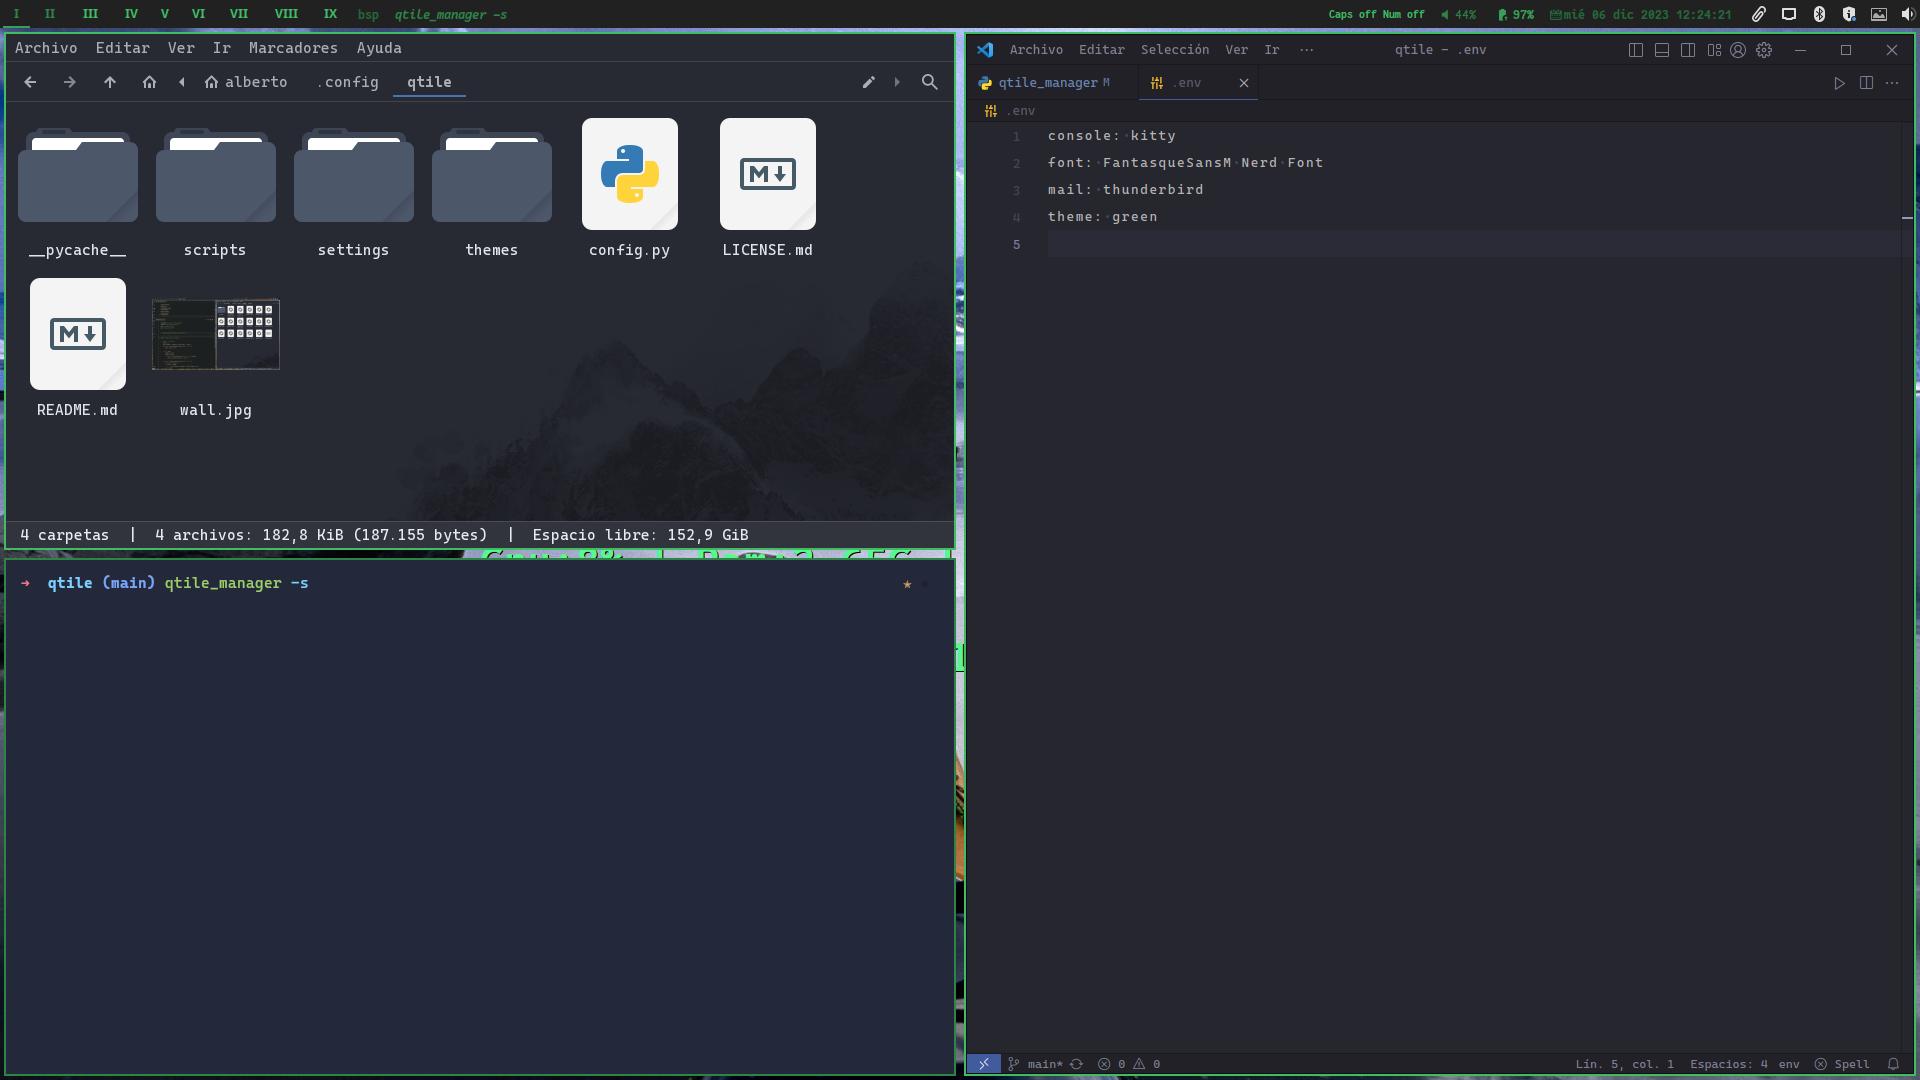 I II III IV V VI VII VIII IX bsp qtile_manager -s Caps off Num off 44% 97% mié 06 dic 2023 12:24:21
Archivo Editar Ver Ir Marcadores Ayuda
alberto .config qtile
__pycache__ scripts settings themes config.py LICENSE.md
README.md wall.jpg
4 carpetas | 4 archivos: 182,8 KiB (187.155 bytes) | Espacio libre: 152,9 GiB
➜ qtile (main) qtile_manager -s
Archivo Editar Selección Ver Ir ··· qtile - .env
qtile_manager M .env
.env
1 console: kitty
2 font: FantasqueSansM Nerd Font
3 mail: thunderbird
4 theme: green
5
main* 0 0 Lín. 5, col. 1 Espacios: 4 env Spell